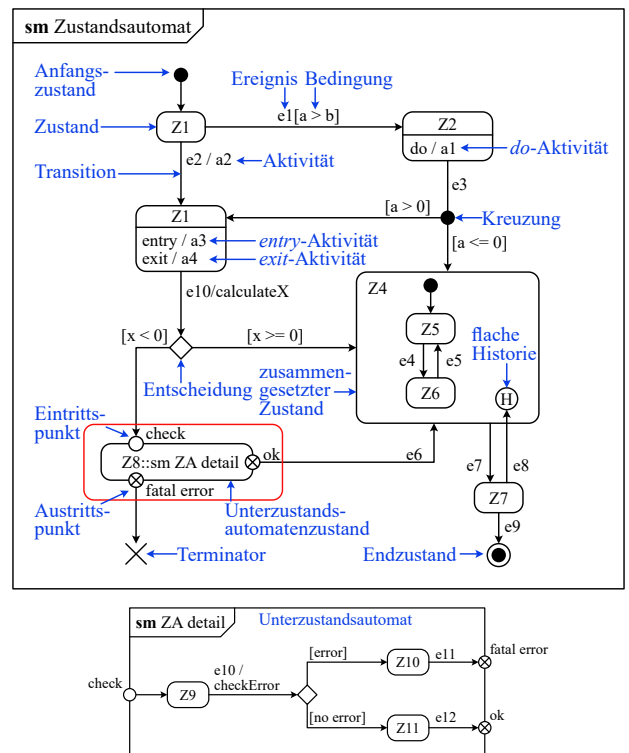 sm Zustandsautomat
Anfangs-
zustand
Ereignis Bedingung
e1[a > b]
Zustand
Z1
Z2
do / a1
do-Aktivität
e2 / a2
Aktivität
Transition
e3
[a > 0]
Kreuzung
[a <= 0]
Z1
entry / a3
exit / a4
entry-Aktivität
exit-Aktivität
e10/calculateX
Z4
Z5
e4
e5
Z6
flache
Historie
H
[x < 0]
[x >= 0]
Entscheidung
zusammen-
gesetzter
Zustand
Eintritts-
punkt
check
Z8::sm ZA detail
ok
e6
fatal error
Austritts-
punkt
Unterzustands-
automatenzustand
e7
e8
Z7
e9
Terminator
Endzustand
sm ZA detail
Unterzustandsautomat
check
Z9
e10 /
checkError
[error]
Z10
e11
fatal error
[no error]
Z11
e12
ok